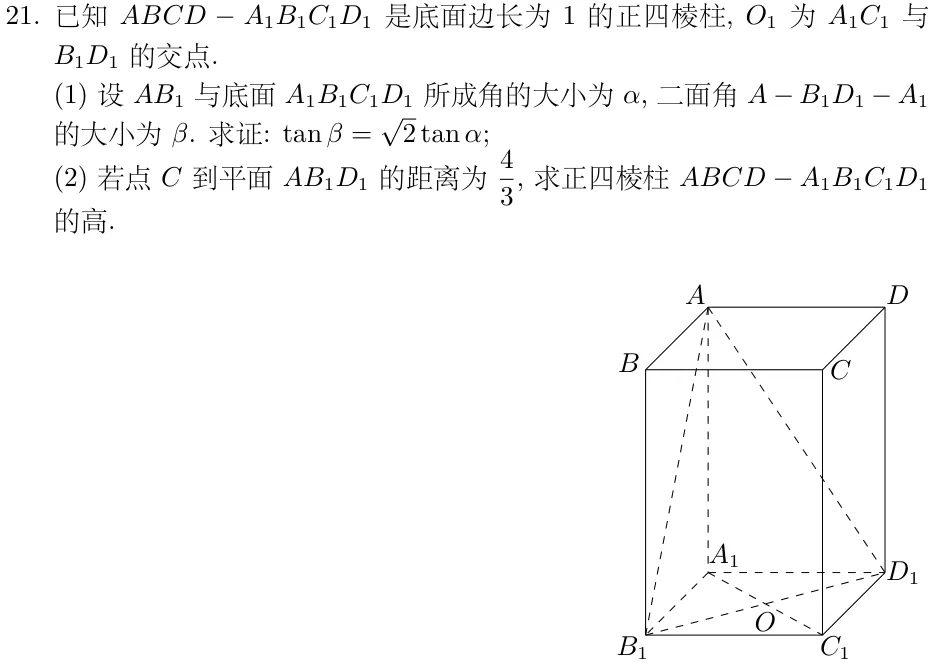 21. 已知 ABCD − A₁B₁C₁D₁ 是底面边长为 1 的正四棱柱, O₁ 为 A₁C₁ 与
B₁D₁ 的交点.
(1) 设 AB₁ 与底面 A₁B₁C₁D₁ 所成角的大小为 α, 二面角 A − B₁D₁ − A₁
的大小为 β. 求证: tan β = √2 tan α;
(2) 若点 C 到平面 AB₁D₁ 的距离为 4/3, 求正四棱柱 ABCD − A₁B₁C₁D₁
的高.
A D
B C
A₁
D₁
O
B₁ C₁